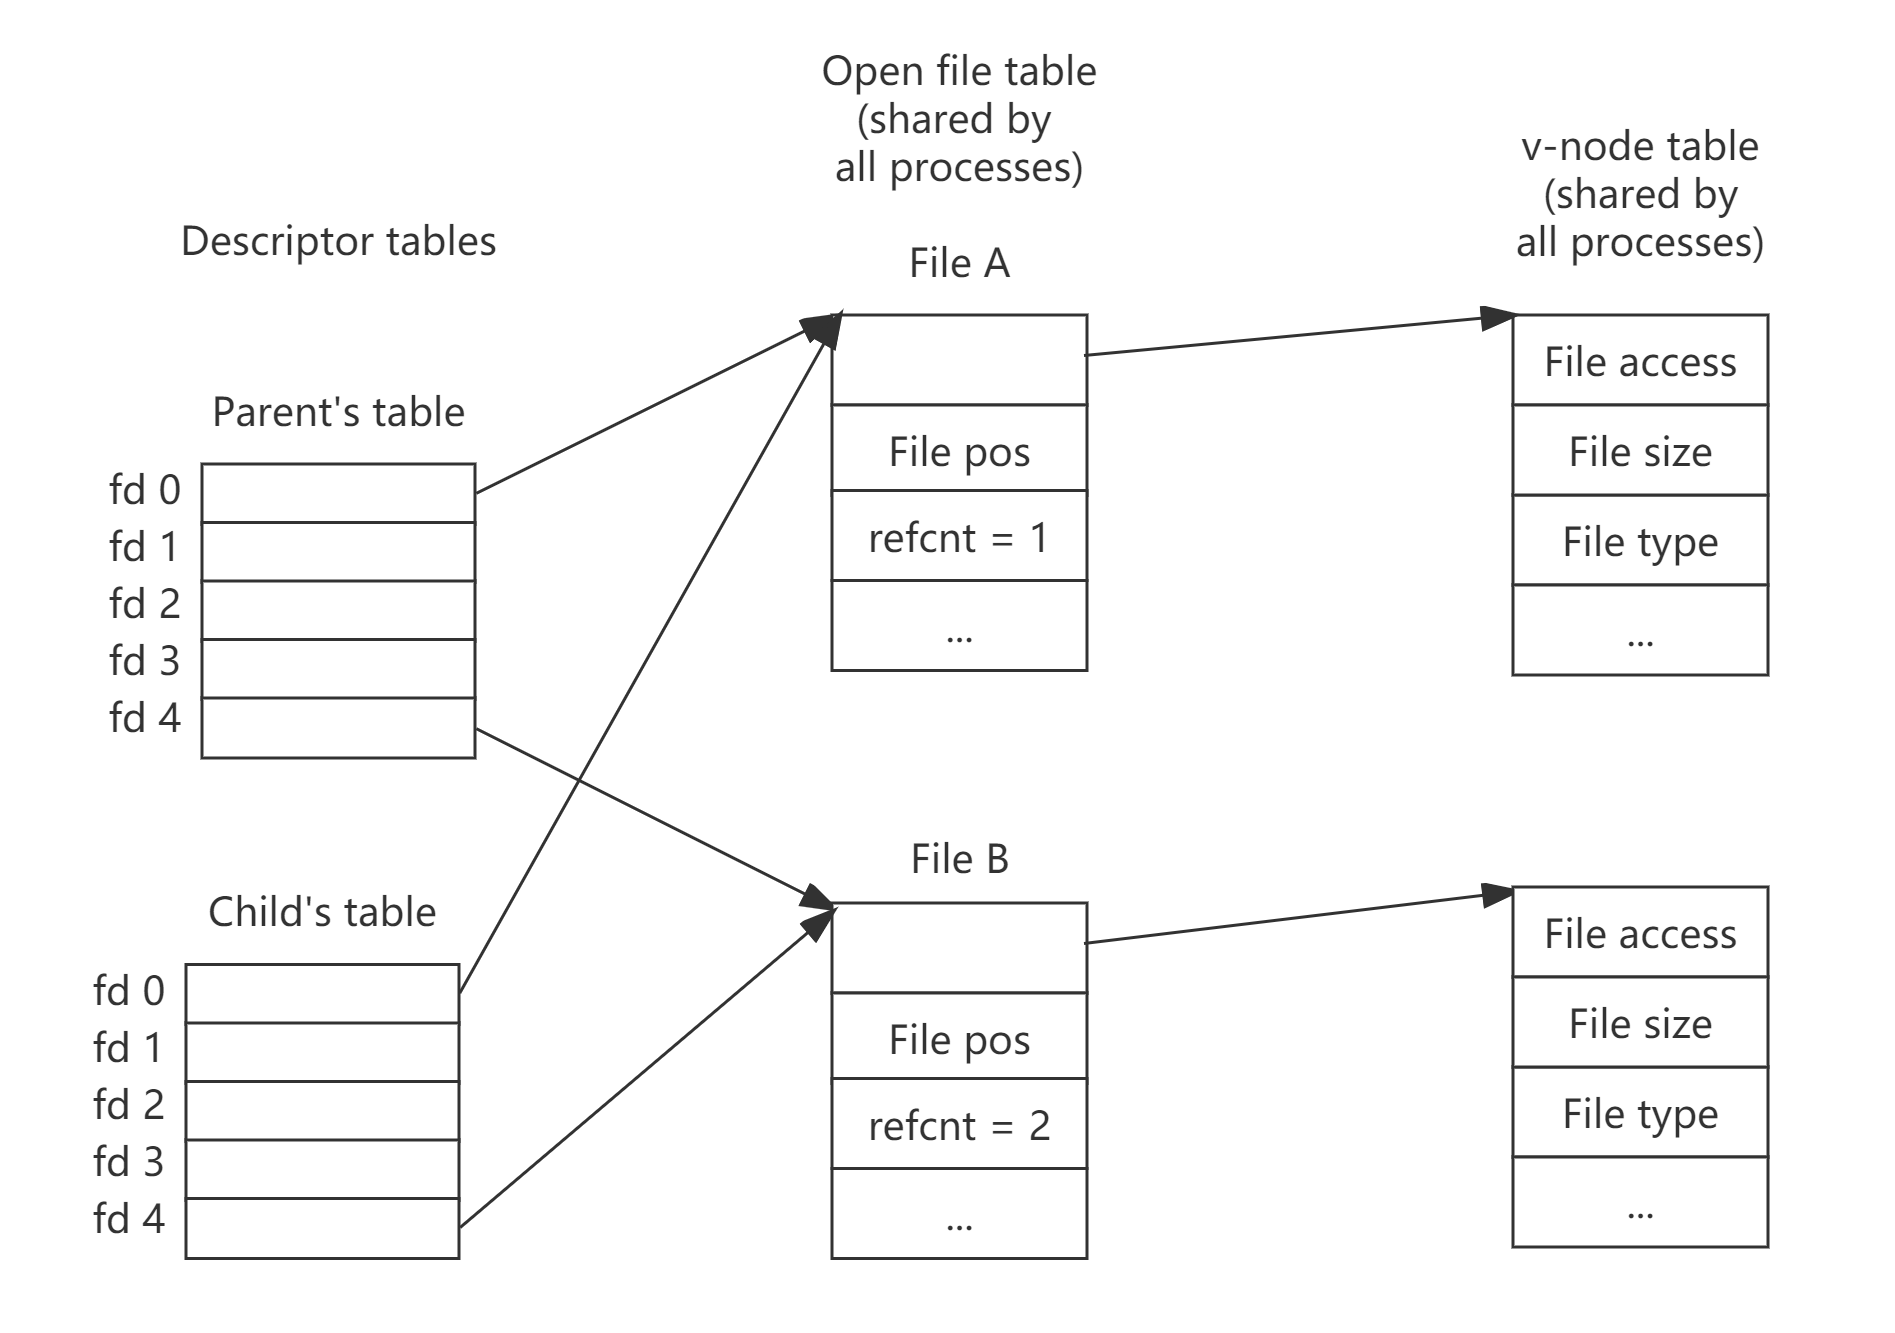 Open file table
(shared by
all processes)
v-node table
(shared by
all processes)
Descriptor tables
File A
Parent's table
fd 0
fd 1
fd 2
fd 3
fd 4
File pos
refcnt = 1
...
File access
File size
File type
...
Child's table
fd 0
fd 1
fd 2
fd 3
fd 4
File B
File pos
refcnt = 2
...
File access
File size
File type
...